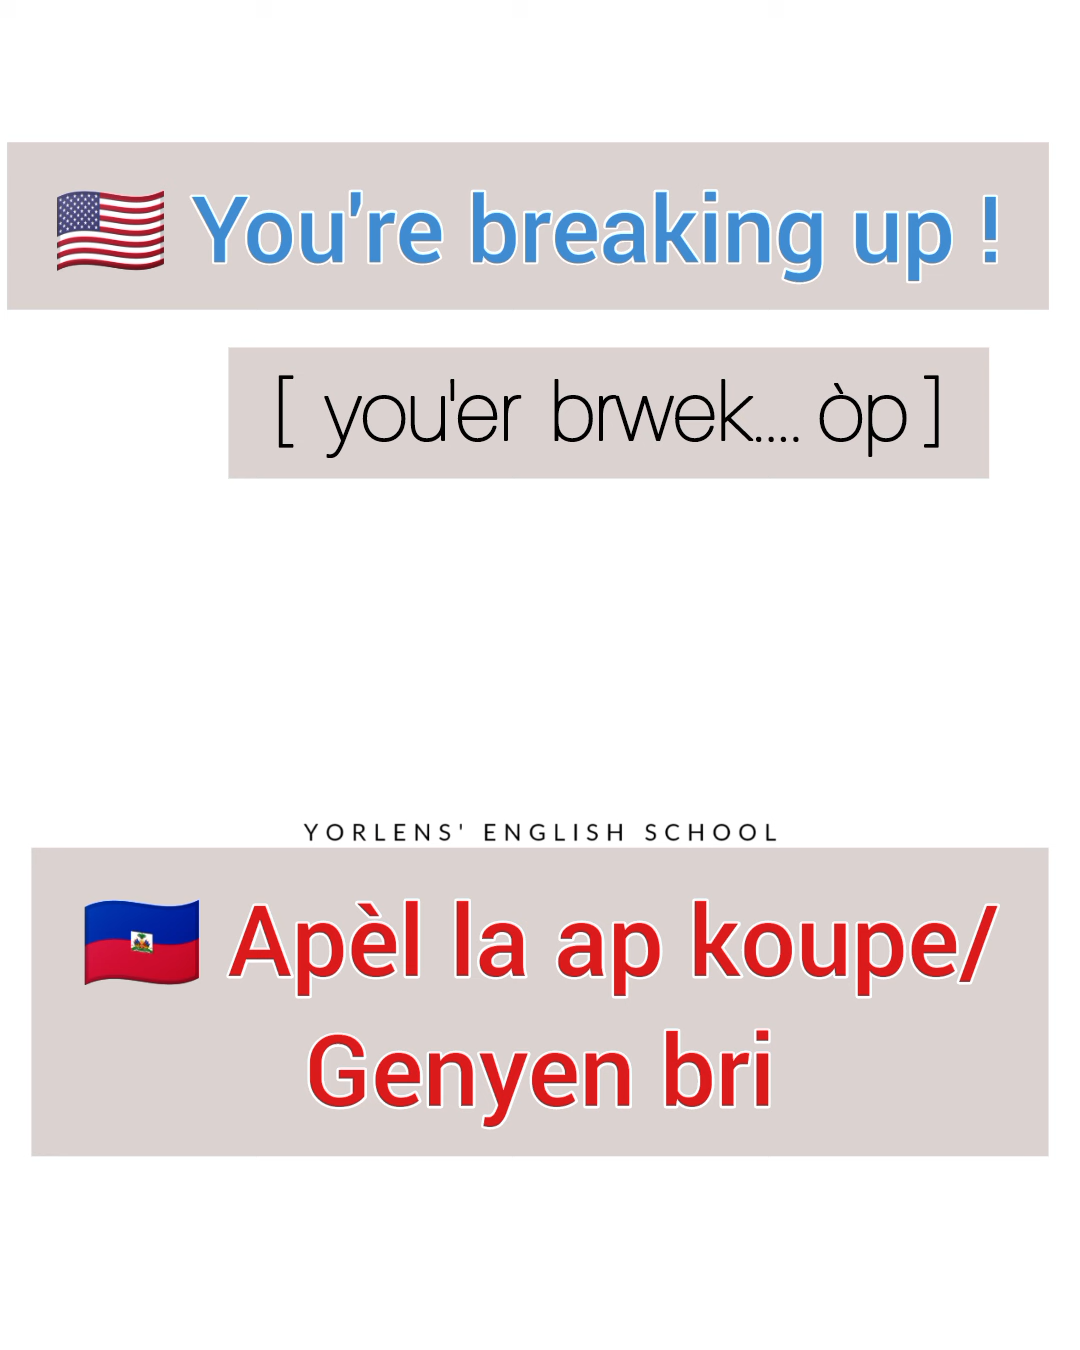 🇺🇸 You're breaking up !
[ you'er brwek.... òp ]
YORLENS' ENGLISH SCHOOL
🇭🇹 Apèl la ap koupe/
Genyen bri